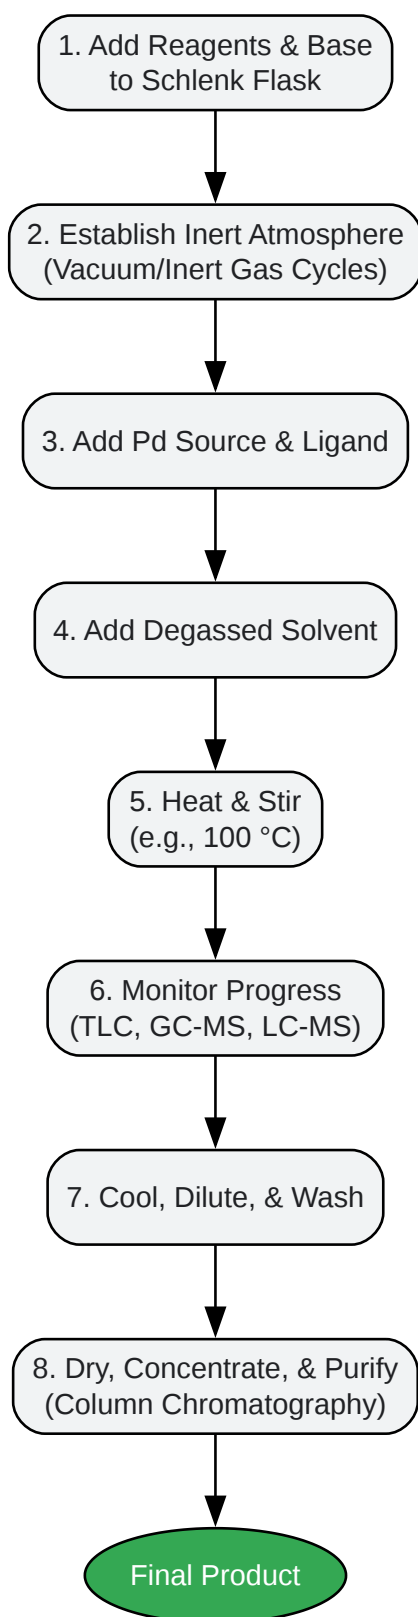 1. Add Reagents & Base
to Schlenk Flask
2. Establish Inert Atmosphere
(Vacuum/Inert Gas Cycles)
3. Add Pd Source & Ligand
4. Add Degassed Solvent
5. Heat & Stir
(e.g., 100 °C)
6. Monitor Progress
(TLC, GC-MS, LC-MS)
7. Cool, Dilute, & Wash
8. Dry, Concentrate, & Purify
(Column Chromatography)
Final Product